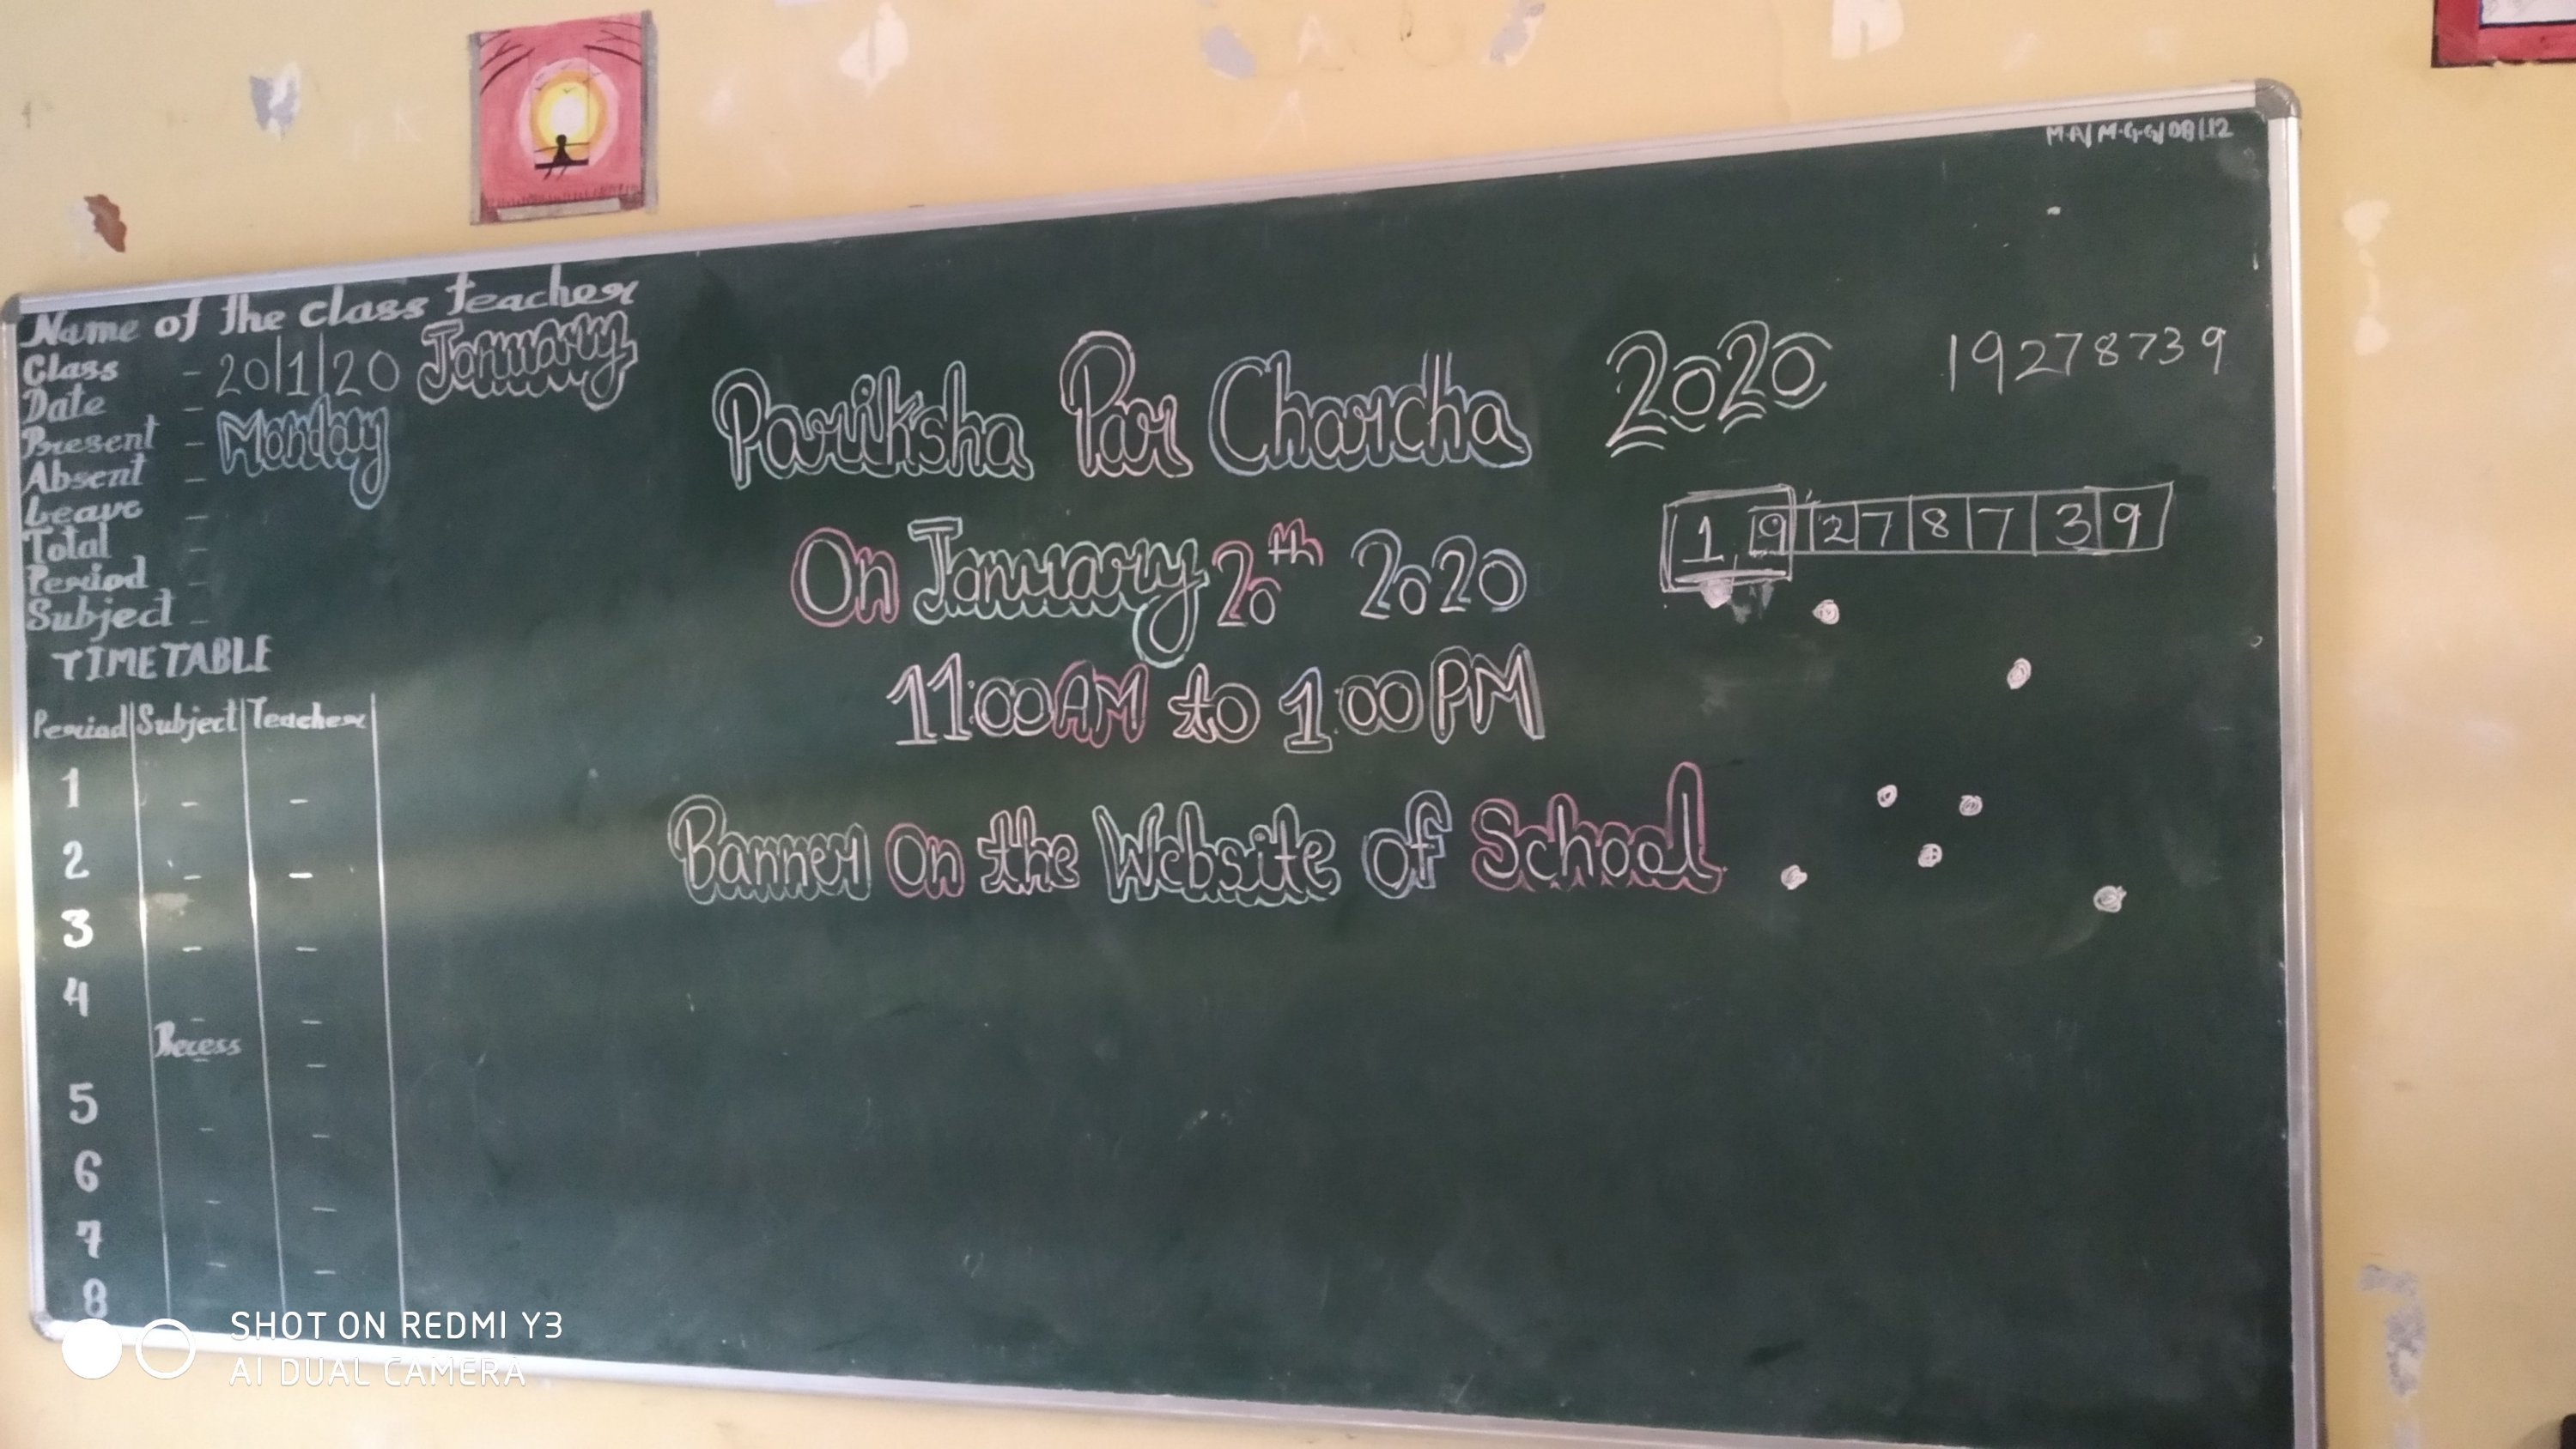 M.A/M.G.G/08/12
Name of the class teacher
Class - 20/1/20 January
Date -
Present - Monday
Absent -
Leave -
Total -
Period -
Subject -
TIMETABLE
Period Subject Teacher
1 - -
2 - -
3 - -
4 - -
Recess -
5 - -
6 - -
7 - -
8
Pariksha Par Charcha 2020
On January 20th 2020
11:00AM to 1:00PM
Banner On the Website of School
19278739
1 9 2 7 8 7 3 9
SHOT ON REDMI Y3
AI DUAL CAMERA